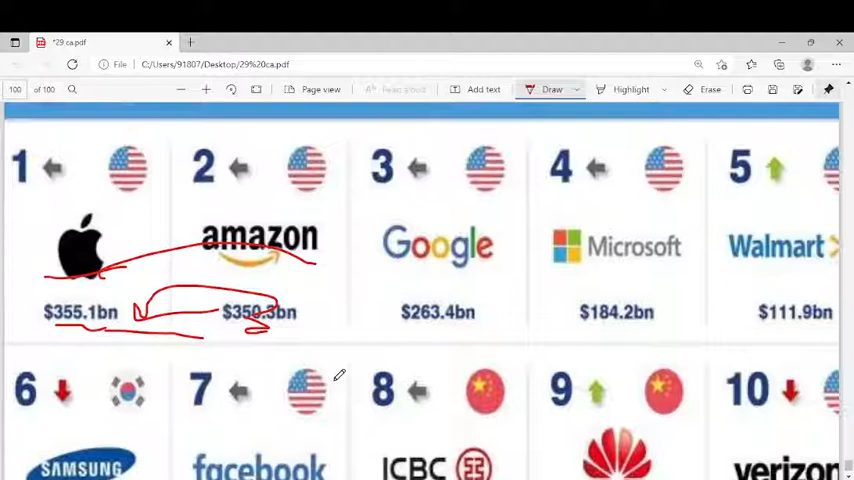 *29 ca.pdf
File C:/Users/91807/Desktop/29%20ca.pdf
100 of 100 Page view Read aloud Add text Draw Highlight Erase
1 2 3 4 5
amazon Google Microsoft Walmart
$355.1bn $350.3bn $263.4bn $184.2bn $111.9bn
6 7 8 9 10
SAMSUNG facebook ICBC verizon